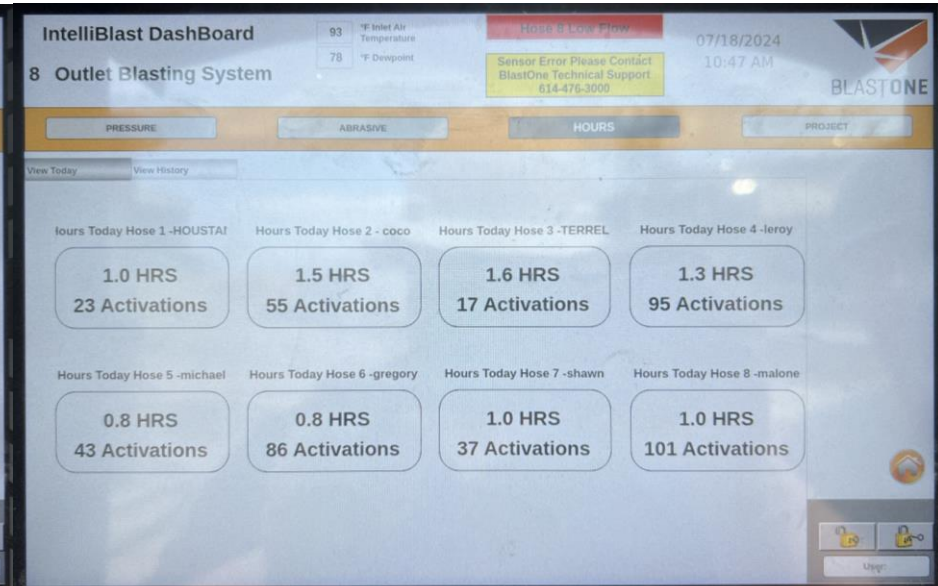 IntelliBlast DashBoard
8 Outlet Blasting System
93 °F Inlet Air Temperature
78 °F Dewpoint
Hose 8 Low Flow
Sensor Error Please Contact
BlastOne Technical Support
614-476-3000
07/18/2024
10:47 AM
BLASTONE
PRESSURE
ABRASIVE
HOURS
PROJECT
View Today
View History
Hours Today Hose 1 -HOUSTAN
Hours Today Hose 2 - coco
Hours Today Hose 3 -TERREL
Hours Today Hose 4 -leroy
1.0 HRS
23 Activations
1.5 HRS
55 Activations
1.6 HRS
17 Activations
1.3 HRS
95 Activations
Hours Today Hose 5 -michael
Hours Today Hose 6 -gregory
Hours Today Hose 7 -shawn
Hours Today Hose 8 -malone
0.8 HRS
43 Activations
0.8 HRS
86 Activations
1.0 HRS
37 Activations
1.0 HRS
101 Activations
User: